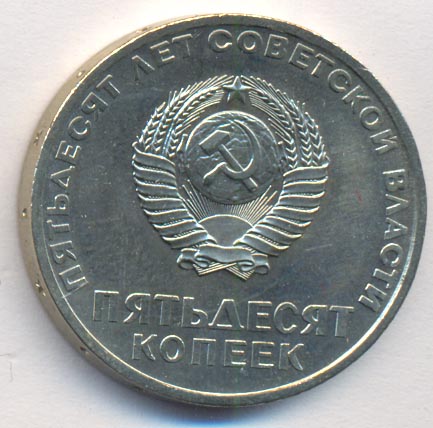 ПЯТЬДЕСЯТ ЛЕТ СОВЕТСКОЙ ВЛАСТИ
ПЯТЬДЕСЯТ
КОПЕЕК